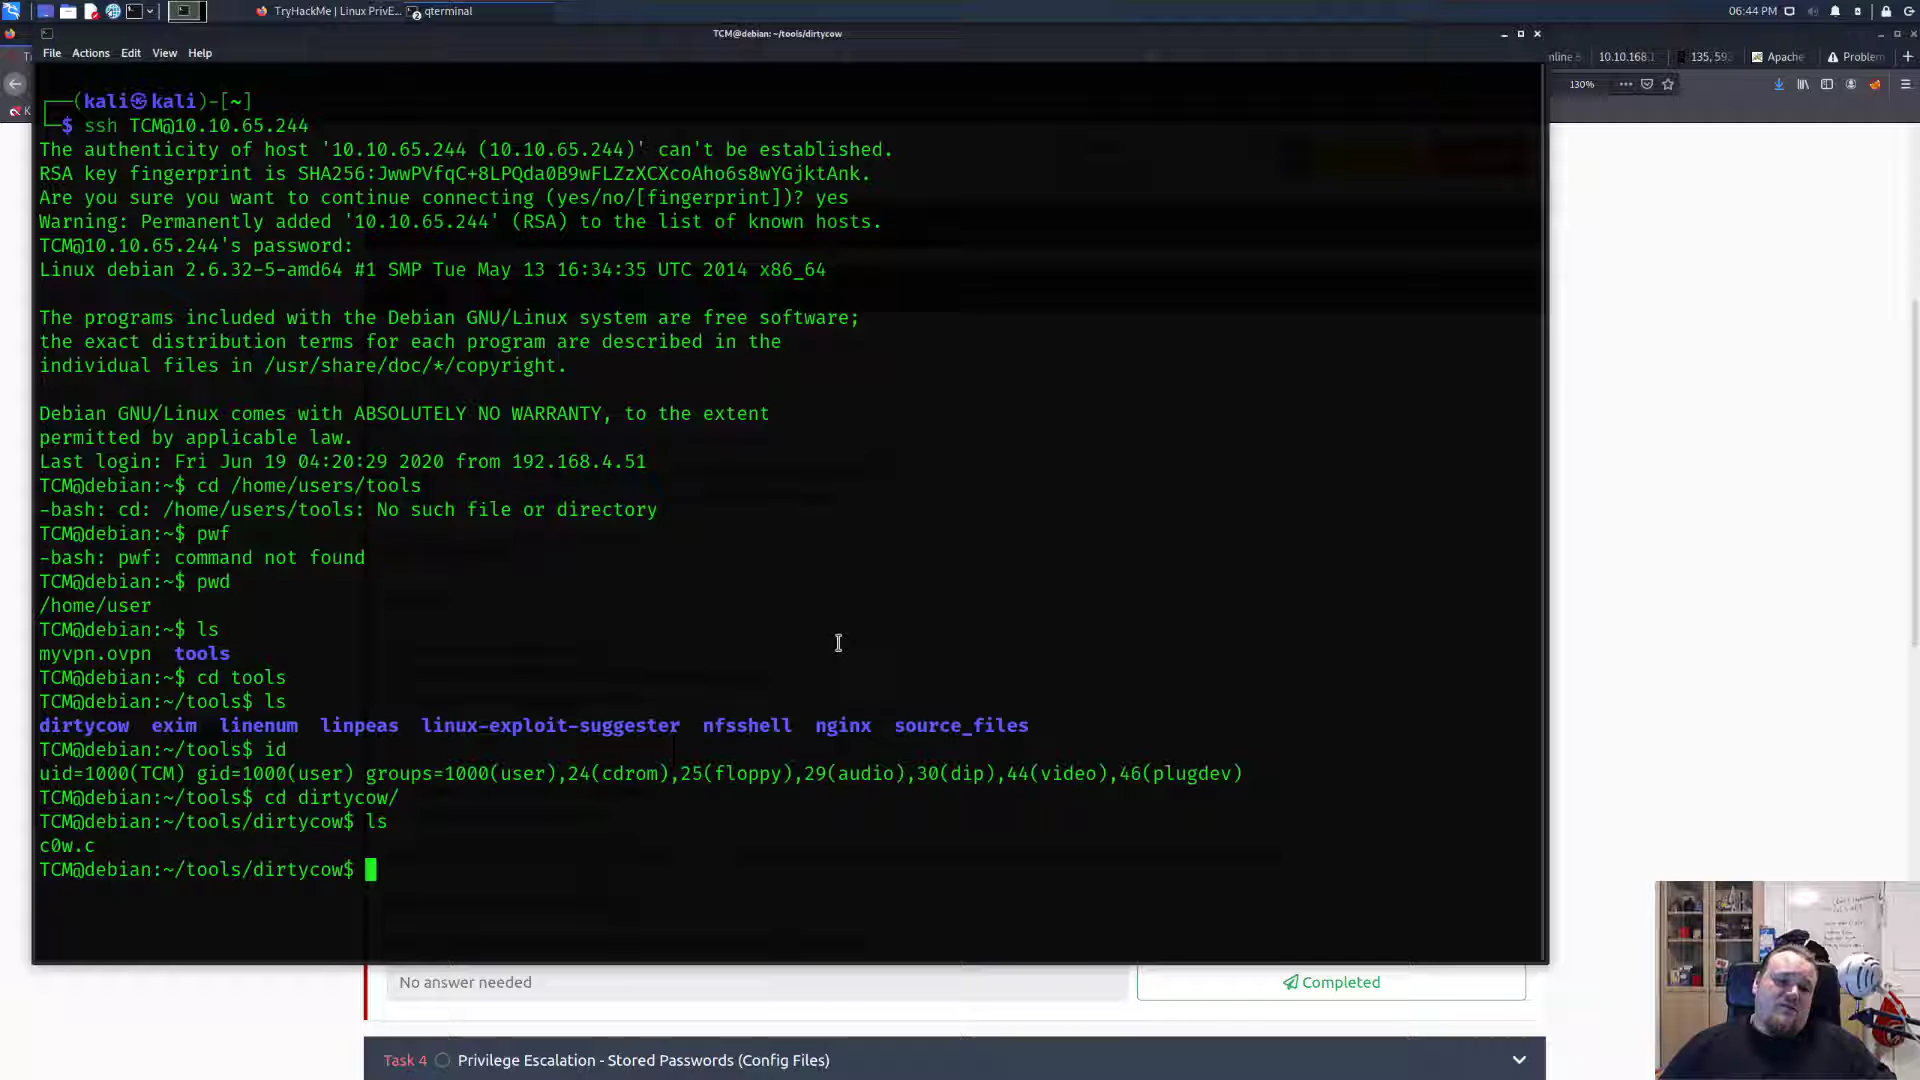 TryHackMe | Linux PrivE...
qterminal
06:44 PM
TCM@debian: ~/tools/dirtycow
File Actions Edit View Help
nline
10.10.168.1
135, 59
Apache
Problem
130%
┌──(kali㉿kali)-[~]
└─$ ssh TCM@10.10.65.244
The authenticity of host '10.10.65.244 (10.10.65.244)' can't be established.
RSA key fingerprint is SHA256:JwwPVfqC+8LPQda0B9wFLZzXCXcoAho6s8wYGjktAnk.
Are you sure you want to continue connecting (yes/no/[fingerprint])? yes
Warning: Permanently added '10.10.65.244' (RSA) to the list of known hosts.
TCM@10.10.65.244's password:
Linux debian 2.6.32-5-amd64 #1 SMP Tue May 13 16:34:35 UTC 2014 x86_64
The programs included with the Debian GNU/Linux system are free software;
the exact distribution terms for each program are described in the
individual files in /usr/share/doc/*/copyright.
Debian GNU/Linux comes with ABSOLUTELY NO WARRANTY, to the extent
permitted by applicable law.
Last login: Fri Jun 19 04:20:29 2020 from 192.168.4.51
TCM@debian:~$ cd /home/users/tools
-bash: cd: /home/users/tools: No such file or directory
TCM@debian:~$ pwf
-bash: pwf: command not found
TCM@debian:~$ pwd
/home/user
TCM@debian:~$ ls
myvpn.ovpn tools
TCM@debian:~$ cd tools
TCM@debian:~/tools$ ls
dirtycow exim linenum linpeas linux-exploit-suggester nfsshell nginx source_files
TCM@debian:~/tools$ id
uid=1000(TCM) gid=1000(user) groups=1000(user),24(cdrom),25(floppy),29(audio),30(dip),44(video),46(plugdev)
TCM@debian:~/tools$ cd dirtycow/
TCM@debian:~/tools/dirtycow$ ls
c0w.c
TCM@debian:~/tools/dirtycow$
No answer needed
Completed
Task 4 Privilege Escalation - Stored Passwords (Config Files)